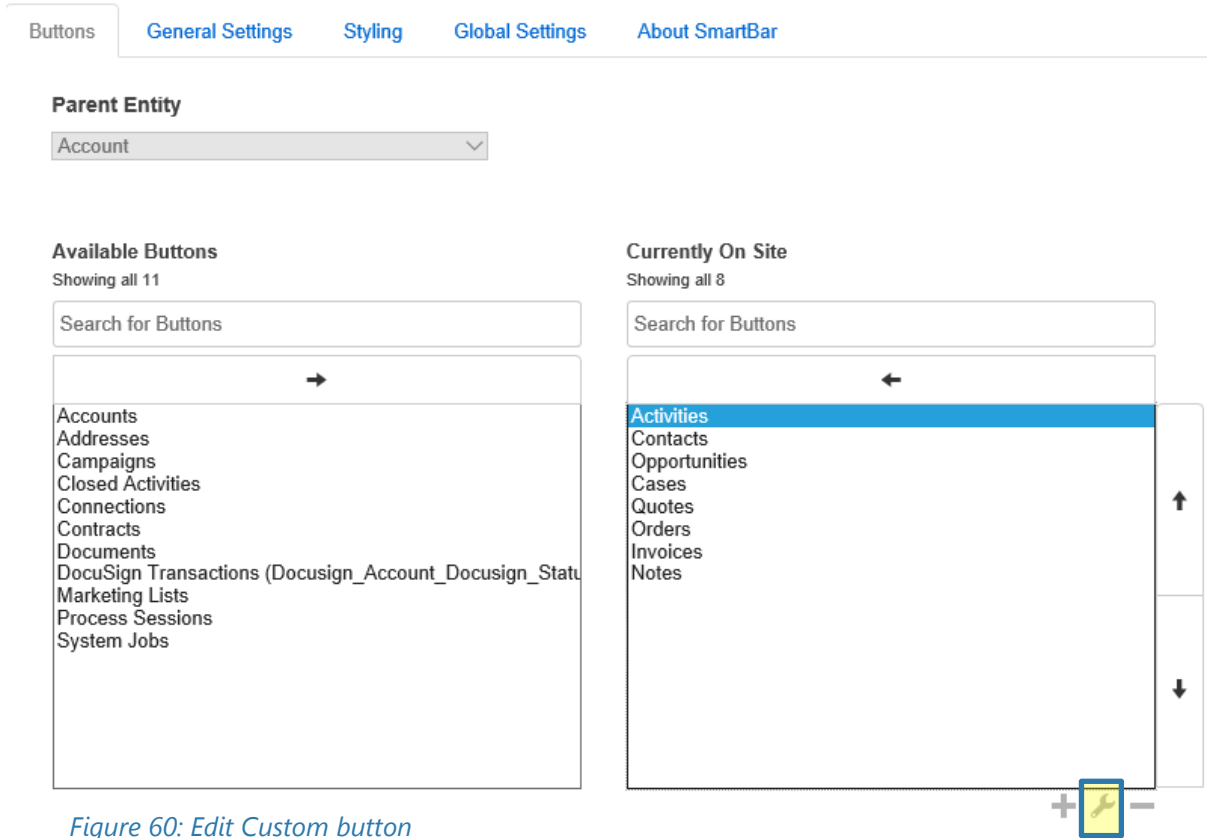 Buttons General Settings Styling Global Settings About SmartBar
Parent Entity
Account
Available Buttons
Showing all 11
Search for Buttons
Accounts
Addresses
Campaigns
Closed Activities
Connections
Contracts
Documents
DocuSign Transactions (Docusign_Account_Docusign_Statu
Marketing Lists
Process Sessions
System Jobs
Currently On Site
Showing all 8
Search for Buttons
Activities
Contacts
Opportunities
Cases
Quotes
Orders
Invoices
Notes
Figure 60: Edit Custom button